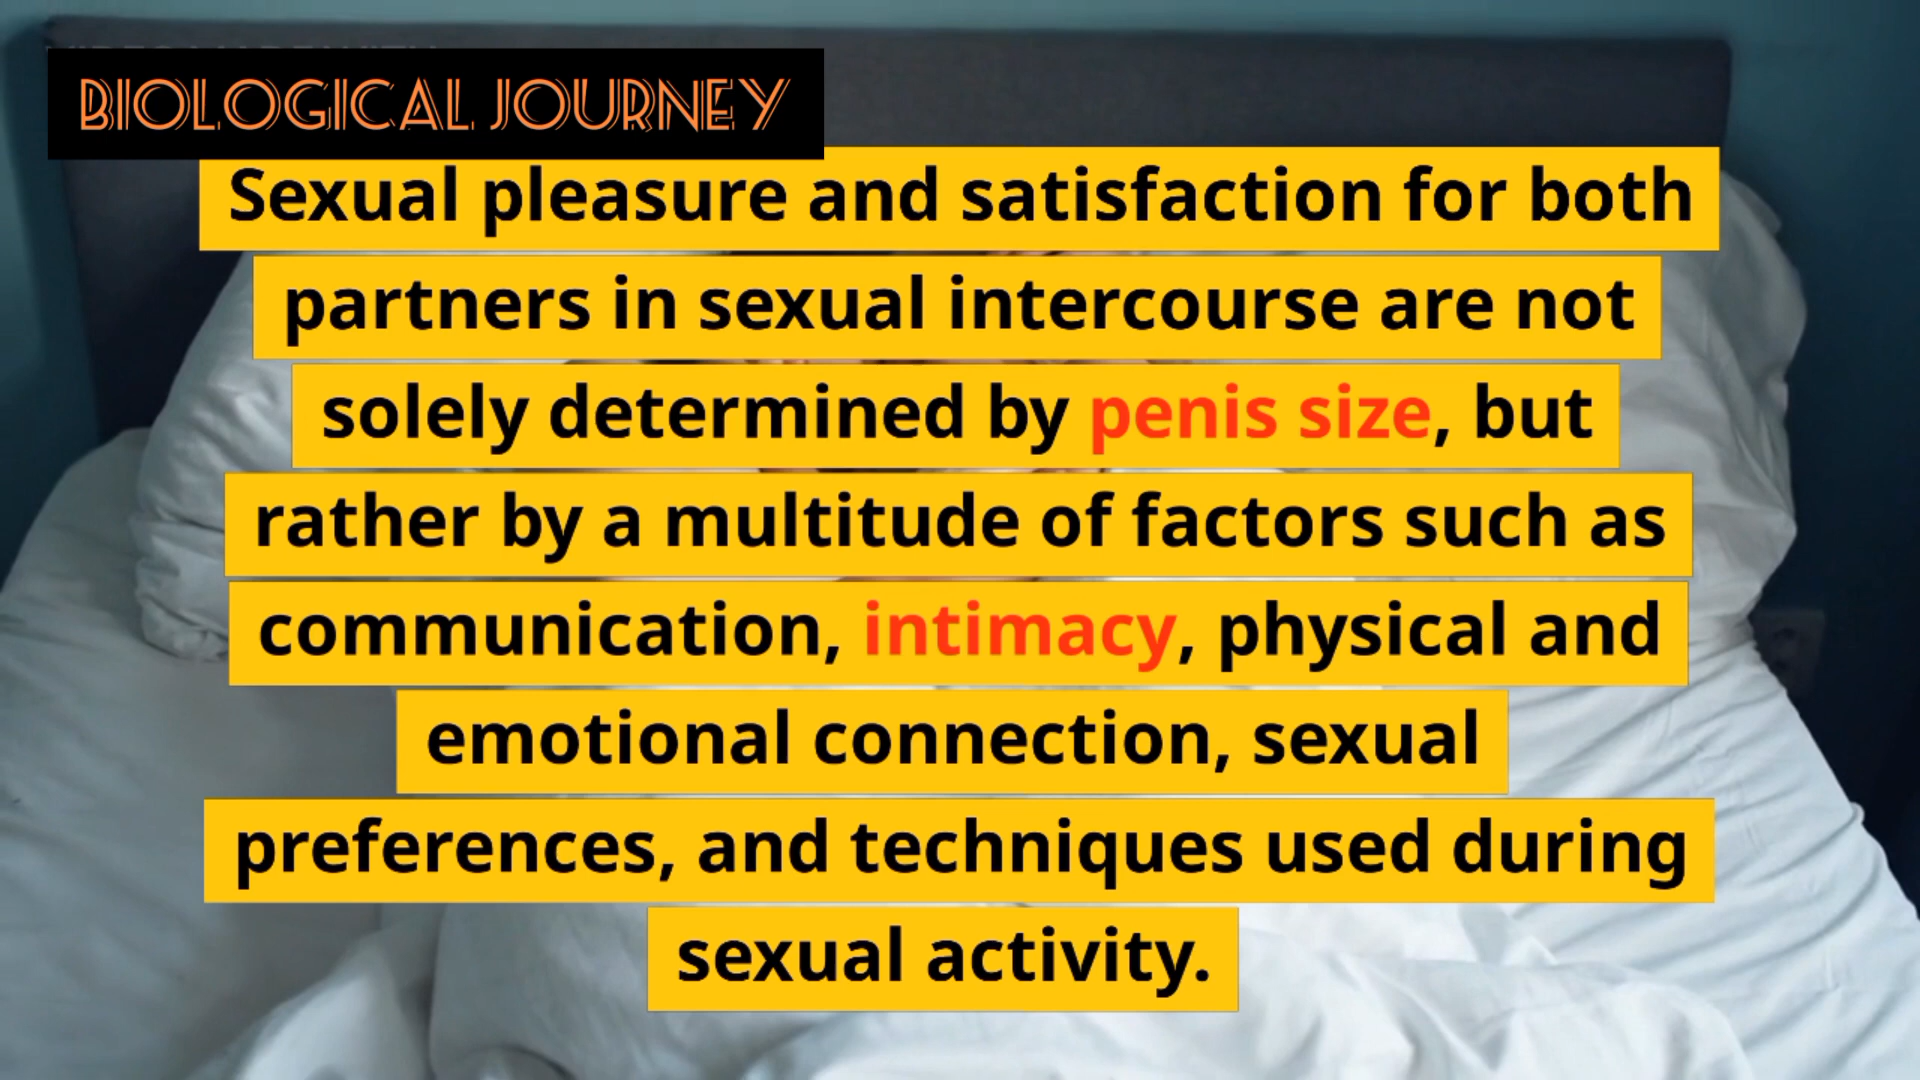 BIOLOGICAL JOURNEY
Sexual pleasure and satisfaction for both
partners in sexual intercourse are not
solely determined by penis size, but
rather by a multitude of factors such as
communication, intimacy, physical and
emotional connection, sexual
preferences, and techniques used during
sexual activity.